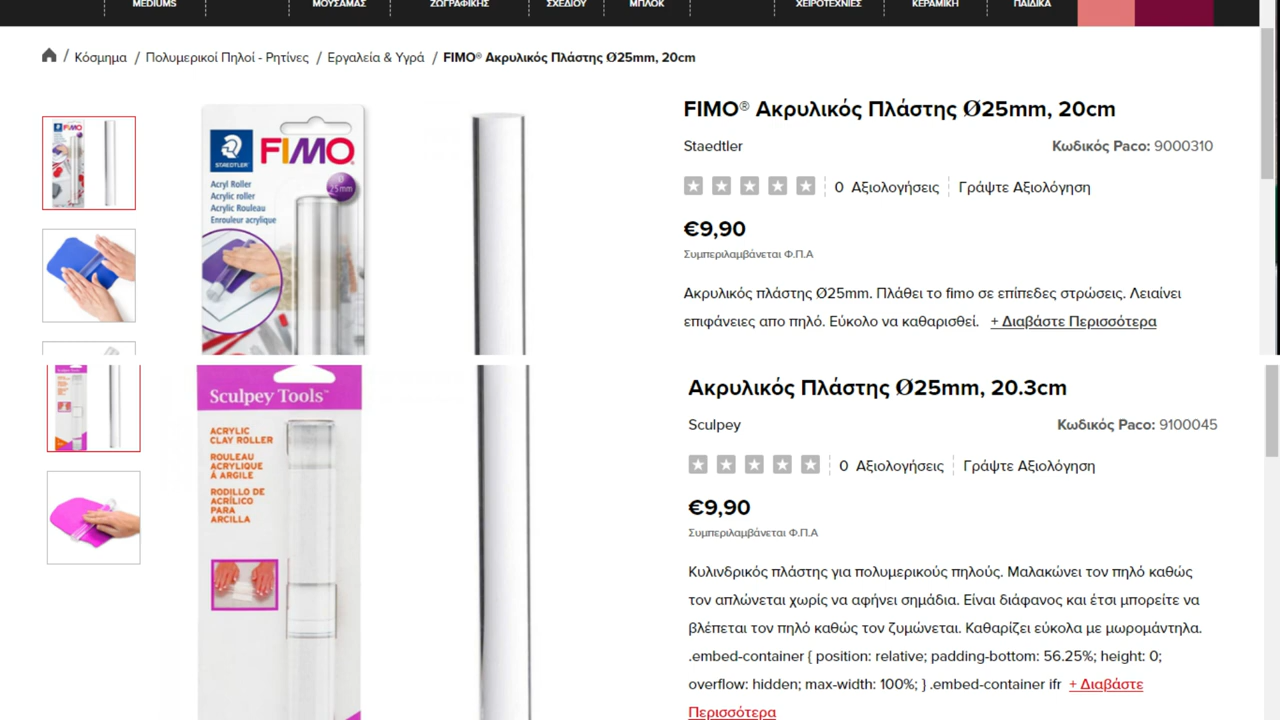 MEDIUMS
ΜΟΥΣΑΜΑΣ
ΖΩΓΡΑΦΙΚΗΣ
ΣΧΕΔΙΟΥ
ΜΠΛΟΚ
ΧΕΙΡΟΤΕΧΝΙΕΣ
ΚΕΡΑΜΙΚΗ
ΠΑΙΔΙΚΑ
/ Κόσμημα / Πολυμερικοί Πηλοί - Ρητίνες / Εργαλεία & Υγρά / FIMO® Ακρυλικός Πλάστης Ø25mm, 20cm
STAEDTLER
FIMO®
Acryl Roller
Acrylic roller
Acrylic Rouleau
Enrouleur acrylique
Ø
25mm
FIMO® Ακρυλικός Πλάστης Ø25mm, 20cm
Staedtler
Κωδικός Paco: 9000310
0 Αξιολογήσεις
Γράψτε Αξιολόγηση
€9,90
Συμπεριλαμβάνεται Φ.Π.Α
Ακρυλικός πλάστης Ø25mm. Πλάθει το fimo σε επίπεδες στρώσεις. Λειαίνει
επιφάνειες απο πηλό. Εύκολο να καθαρισθεί. + Διαβάστε Περισσότερα
Sculpey Tools™
ACRYLIC
CLAY ROLLER
ROULEAU
ACRYLIQUE
À ARGILE
RODILLO DE
ACRÍLICO
PARA
ARCILLA
Ακρυλικός Πλάστης Ø25mm, 20.3cm
Sculpey
Κωδικός Paco: 9100045
0 Αξιολογήσεις
Γράψτε Αξιολόγηση
€9,90
Συμπεριλαμβάνεται Φ.Π.Α
Κυλινδρικός πλάστης για πολυμερικούς πηλούς. Μαλακώνει τον πηλό καθώς
τον απλώνεται χωρίς να αφήνει σημάδια. Είναι διάφανος και έτσι μπορείτε να
βλέπεται τον πηλό καθώς τον ζυμώνεται. Καθαρίζει εύκολα με μωρομάντηλα.
.embed-container { position: relative; padding-bottom: 56.25%; height: 0;
overflow: hidden; max-width: 100%; } .embed-container ifr + Διαβάστε
Περισσότερα